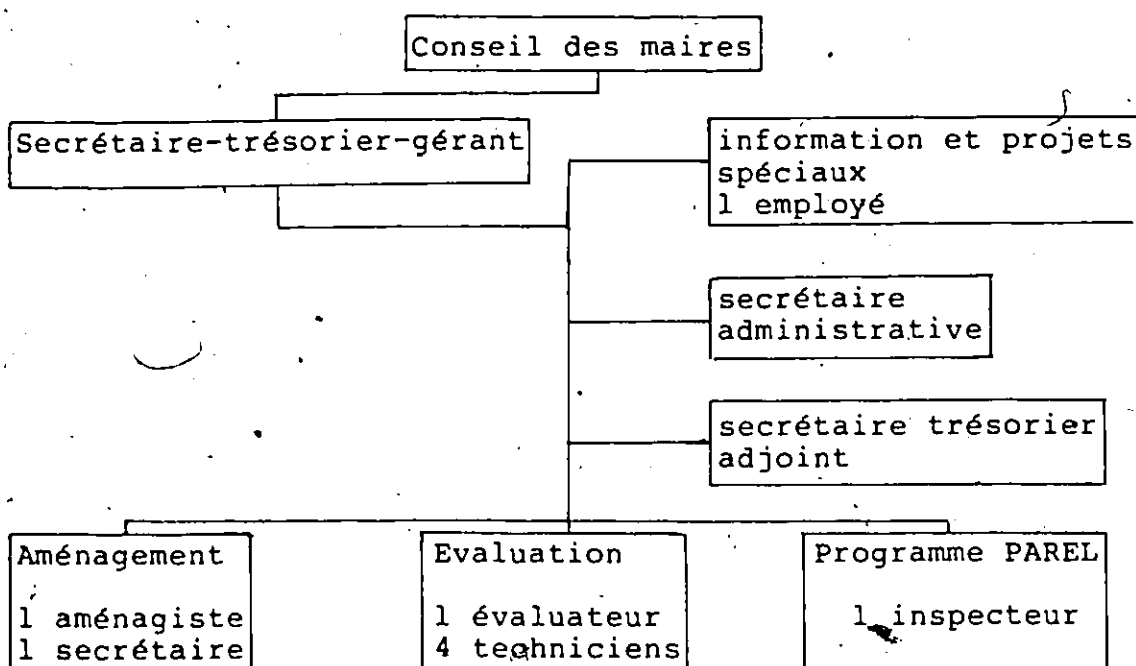 Conseil des maires
Secrétaire-trésorier-gérant
information et projets
spéciaux
1 employé
secrétaire
administrative
secrétaire trésorier
adjoint
Aménagement
1 aménagiste
1 secrétaire
Evaluation
1 évaluateur
4 techniciens
Programme PAREL
1 inspecteur